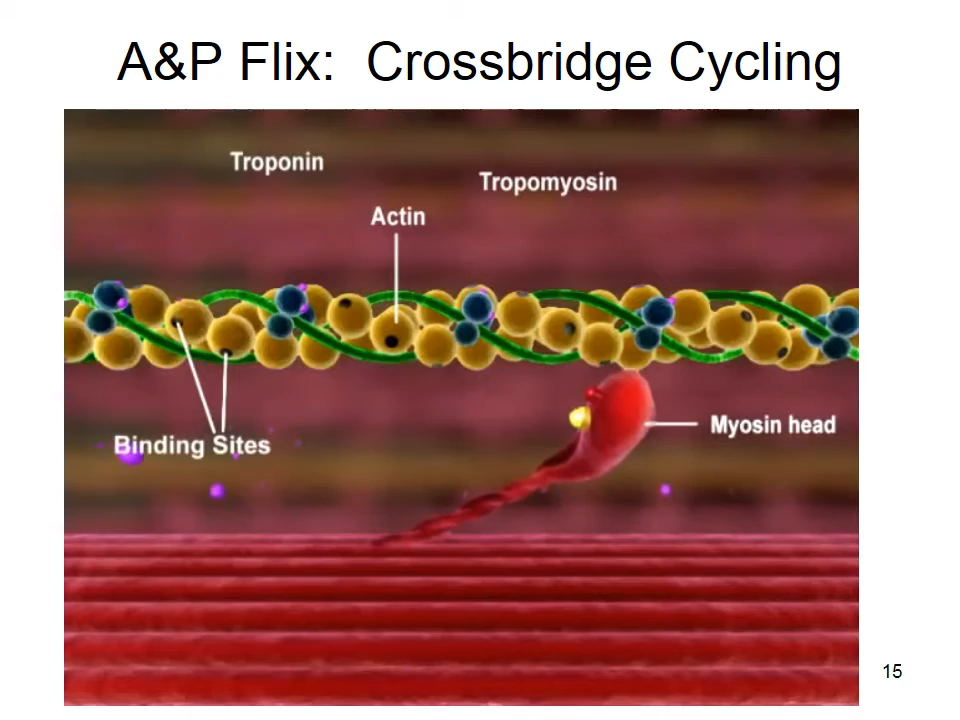 A&P Flix:  Crossbridge Cycling
Troponin
Tropomyosin
Actin
Binding Sites
Myosin head
15